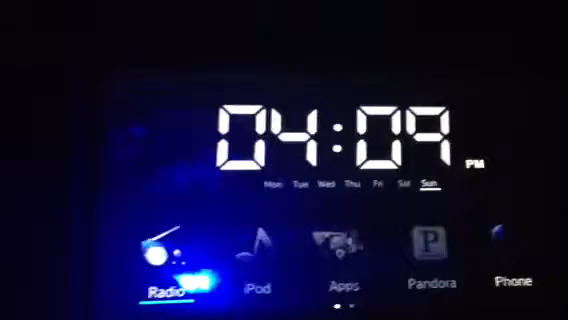 04:09 PM
Mon Tue Wed Thu Fri Sat Sun
P
Radio iPod Apps Pandora Phone